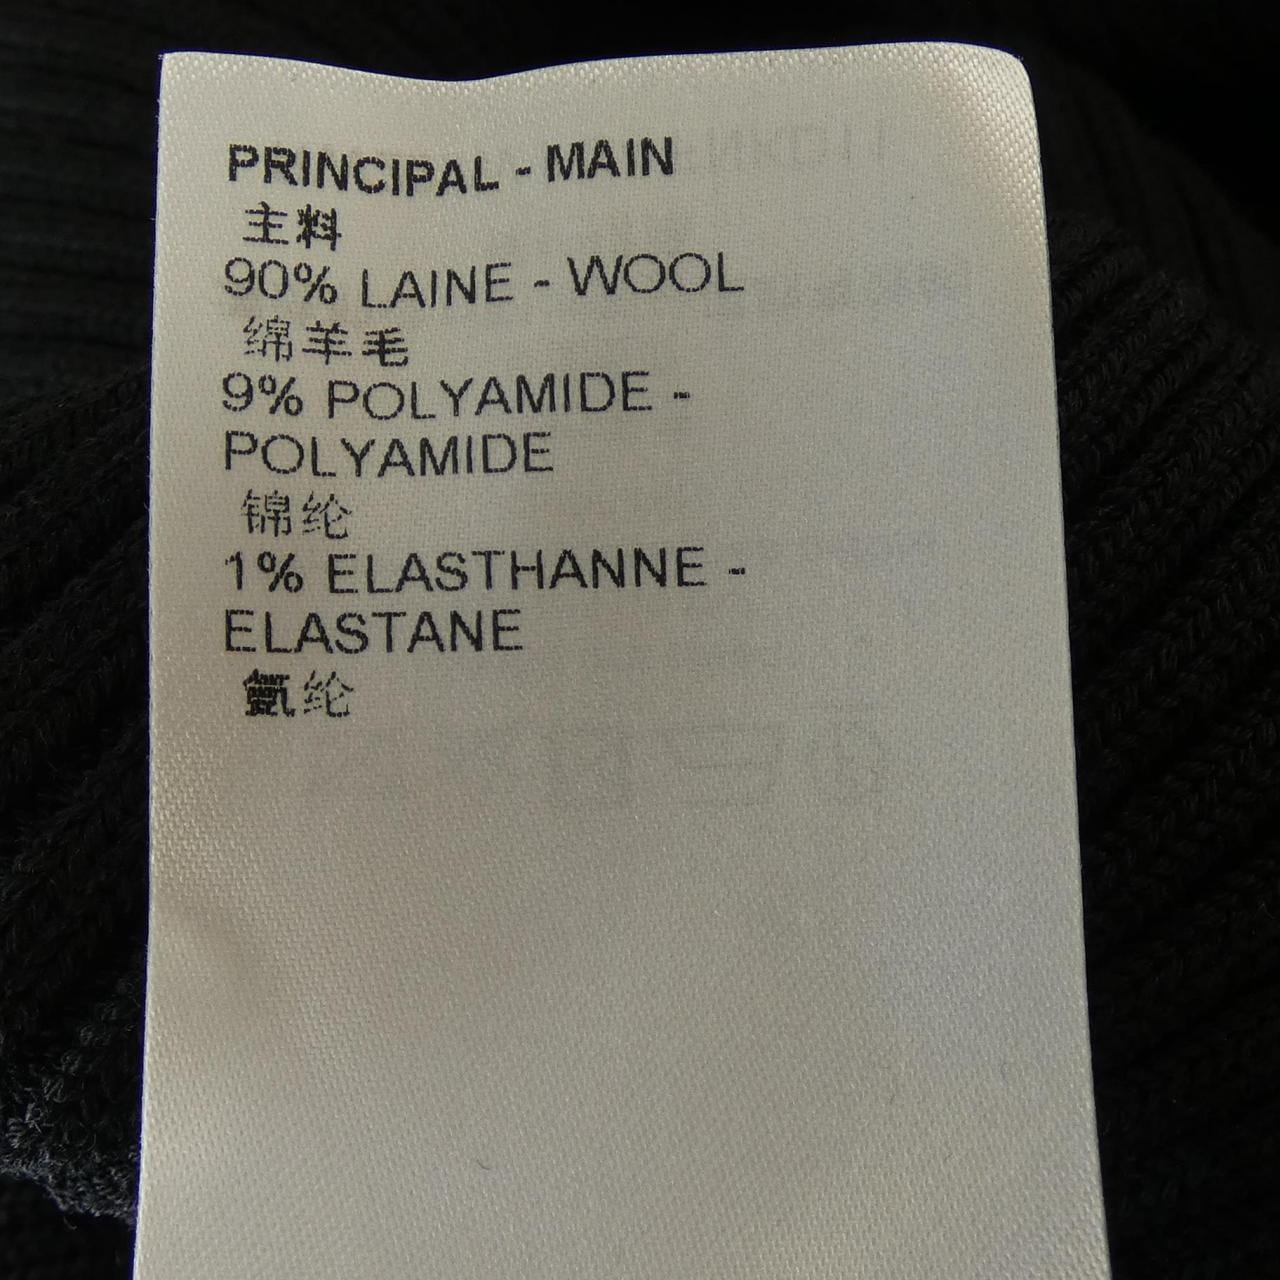 PRINCIPAL - MAIN
主料
90% LAINE - WOOL
绵羊毛
9% POLYAMIDE -
POLYAMIDE
锦纶
1% ELASTHANNE -
ELASTANE
氨纶